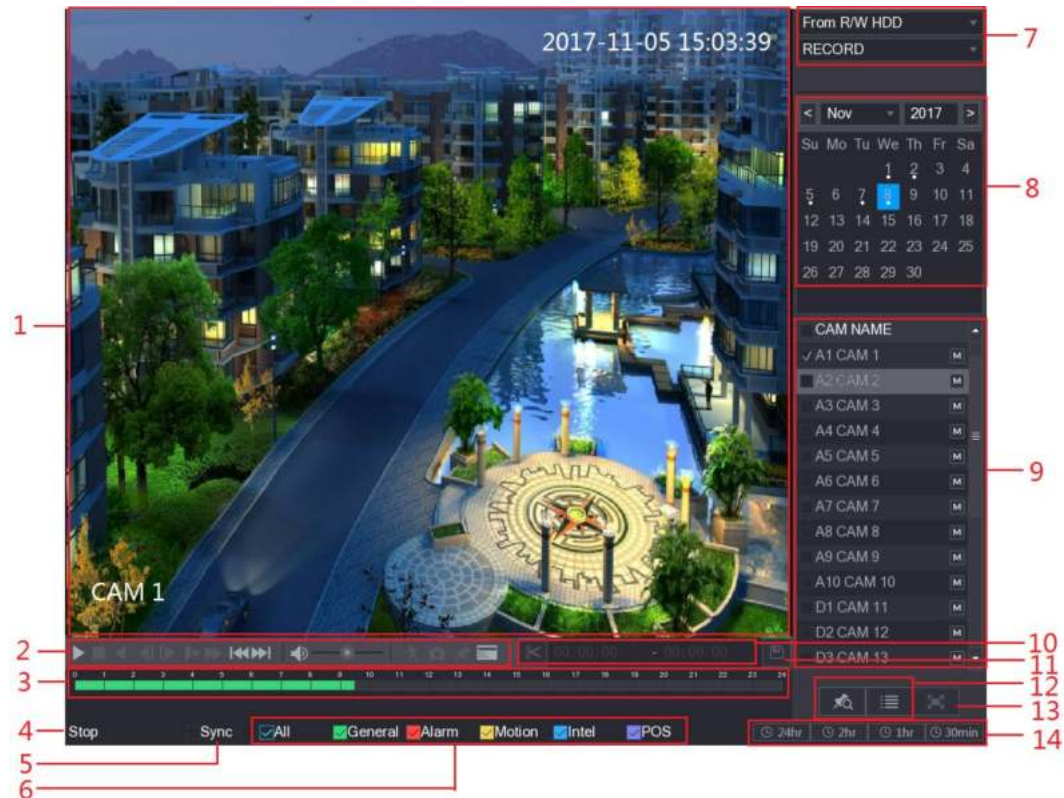 From R/W HDD
RECORD
7
2017-11-05 15:03:39
< Nov 2017 >
Su Mo Tu We Th Fr Sa
1 2 3 4
5 6 7 8 9 10 11
12 13 14 15 16 17 18
19 20 21 22 23 24 25
26 27 28 29 30
8
1
CAM NAME
A1 CAM 1 M
A2 CAM 2 M
A3 CAM 3 M
A4 CAM 4 M
A5 CAM 5 M
A6 CAM 6 M
A7 CAM 7 M
A8 CAM 8 M
A9 CAM 9 M
A10 CAM 10 M
D1 CAM 11 M
D2 CAM 12 M
D3 CAM 13 M
9
CAM 1
2
00:00:00 - 00:00:00
10
11
3
0 1 2 3 4 5 6 7 8 9 10 11 12 13 14 15 16 17 18 19 20 21 22 23 24
12
13
4
Stop
Sync
All General Alarm Motion Intel POS
24hr 2hr 1hr 30min
14
5
6